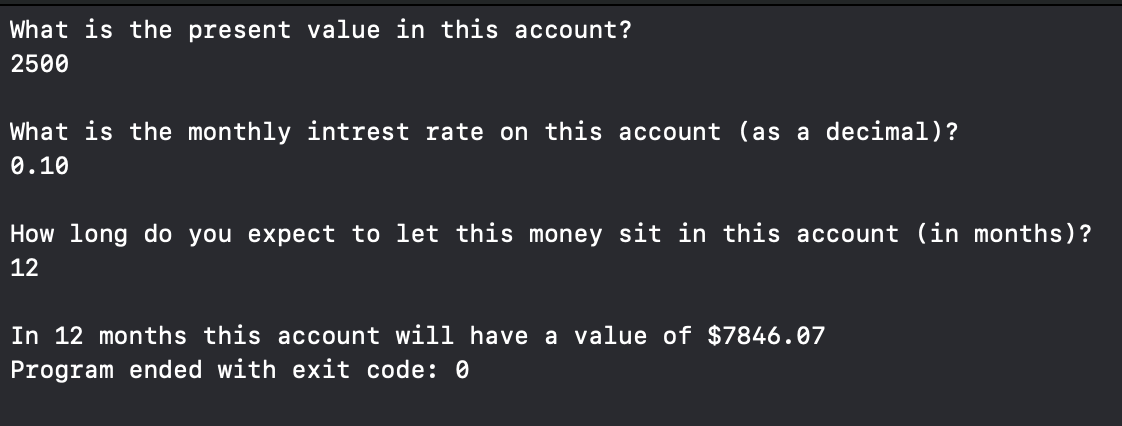 What is the present value in this account?
2500
What is the monthly intrest rate on this account (as a decimal)?
0.10
How long do you expect to let this money sit in this account (in months)?
12
In 12 months this account will have a value of $7846.07
Program ended with exit code: 0